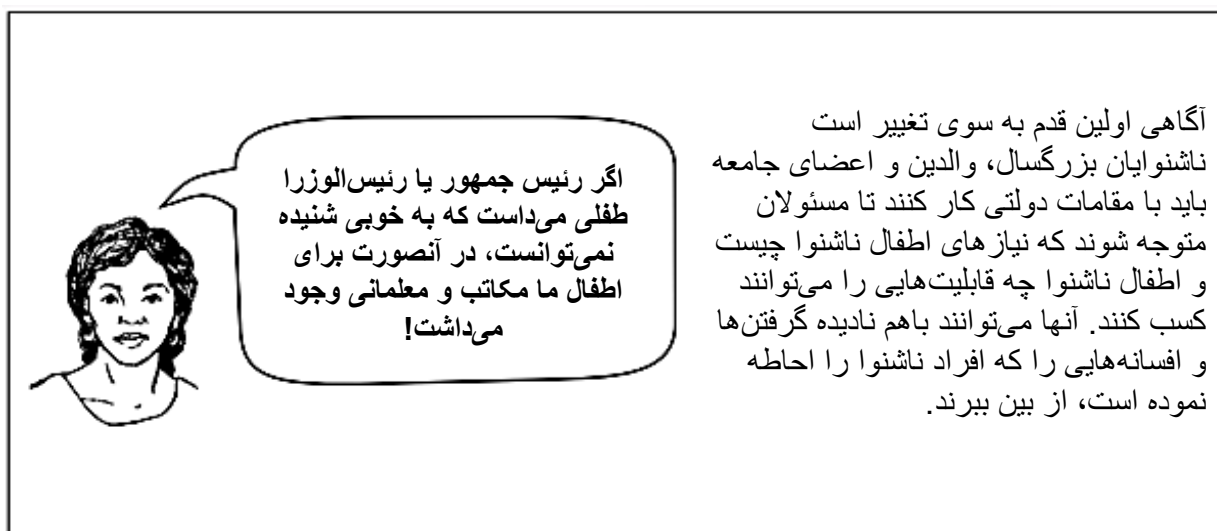 آگاهی اولین قدم به سوی تغییر است
ناشنوایان بزرگسال، والدین و اعضای جامعه
باید با مقامات دولتی کار کنند تا مسئولان
متوجه شوند که نیازهای اطفال ناشنوا چیست
و اطفال ناشنوا چه قابلیت‌هایی را می‌توانند
کسب کنند. آنها می‌توانند باهم نادیده گرفتن‌ها
و افسانه‌هایی را که افراد ناشنوا را احاطه
نموده است، از بین ببرند.
اگر رئیس جمهور یا رئیس‌الوزرا
طفلی می‌داست که به خوبی شنیده
نمی‌توانست، در آنصورت برای
اطفال ما مکاتب و معلمانی وجود
می‌داشت!